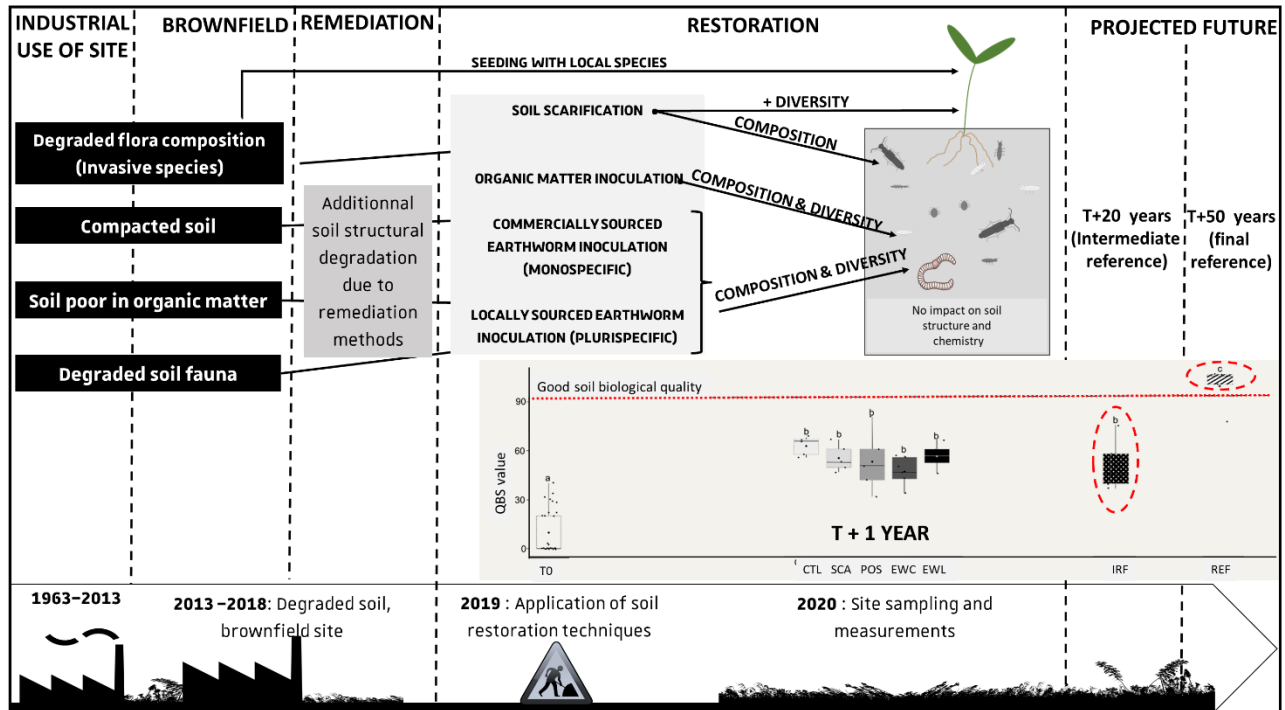 INDUSTRIAL
USE OF SITE
BROWNFIELD
REMEDIATION
RESTORATION
PROJECTED FUTURE
SEEDING WITH LOCAL SPECIES
SOIL SCARIFICATION
+ DIVERSITY
COMPOSITION
Degraded flora composition
(Invasive species)
ORGANIC MATTER INOCULATION
COMPOSITION & DIVERSITY
Compacted soil
Additionnal
soil structural
degradation
due to
remediation
methods
COMMERCIALLY SOURCED
EARTHWORM INOCULATION
(MONOSPECIFIC)
COMPOSITION & DIVERSITY
Soil poor in organic matter
LOCALLY SOURCED EARTHWORM
INOCULATION (PLURISPECIFIC)
Degraded soil fauna
No impact on soil
structure and
chemistry
T+20 years
(Intermediate
reference)
T+50 years
(final
reference)
Good soil biological quality
QBS value
90
60
30
0
a
b
b
b
b
b
b
c
T + 1 YEAR
T0
CTL
SCA
POS
EWC
EWL
IRF
REF
1963–2013
2013 –2018: Degraded soil,
brownfield site
2019 : Application of soil
restoration techniques
2020 : Site sampling and
measurements